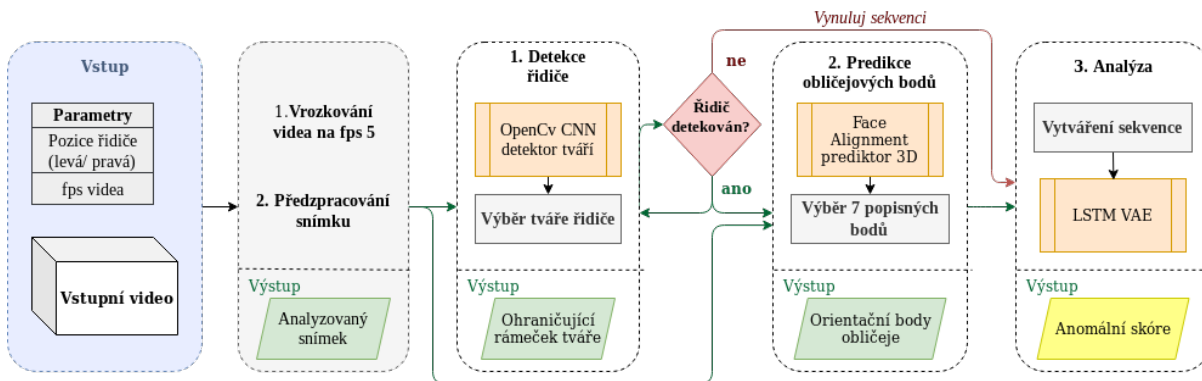 Vstup
Parametry
Pozice řidiče
(levá/ pravá)
fps videa
Vstupní video
1.Vrozkování
videa na fps 5
2. Předzpracování
snímku
Výstup
Analyzovaný
snímek
1. Detekce
řidiče
OpenCv CNN
detektor tváří
Výběr tváře řidiče
Výstup
Ohraničující
rámeček tváře
Vynuluj sekvenci
ne
Řidič
detekován?
ano
2. Predikce
obličejových bodů
Face
Alignment
prediktor 3D
Výběr 7 popisných
bodů
Výstup
Orientační body
obličeje
3. Analýza
Vytváření sekvence
LSTM VAE
Výstup
Anomální skóre